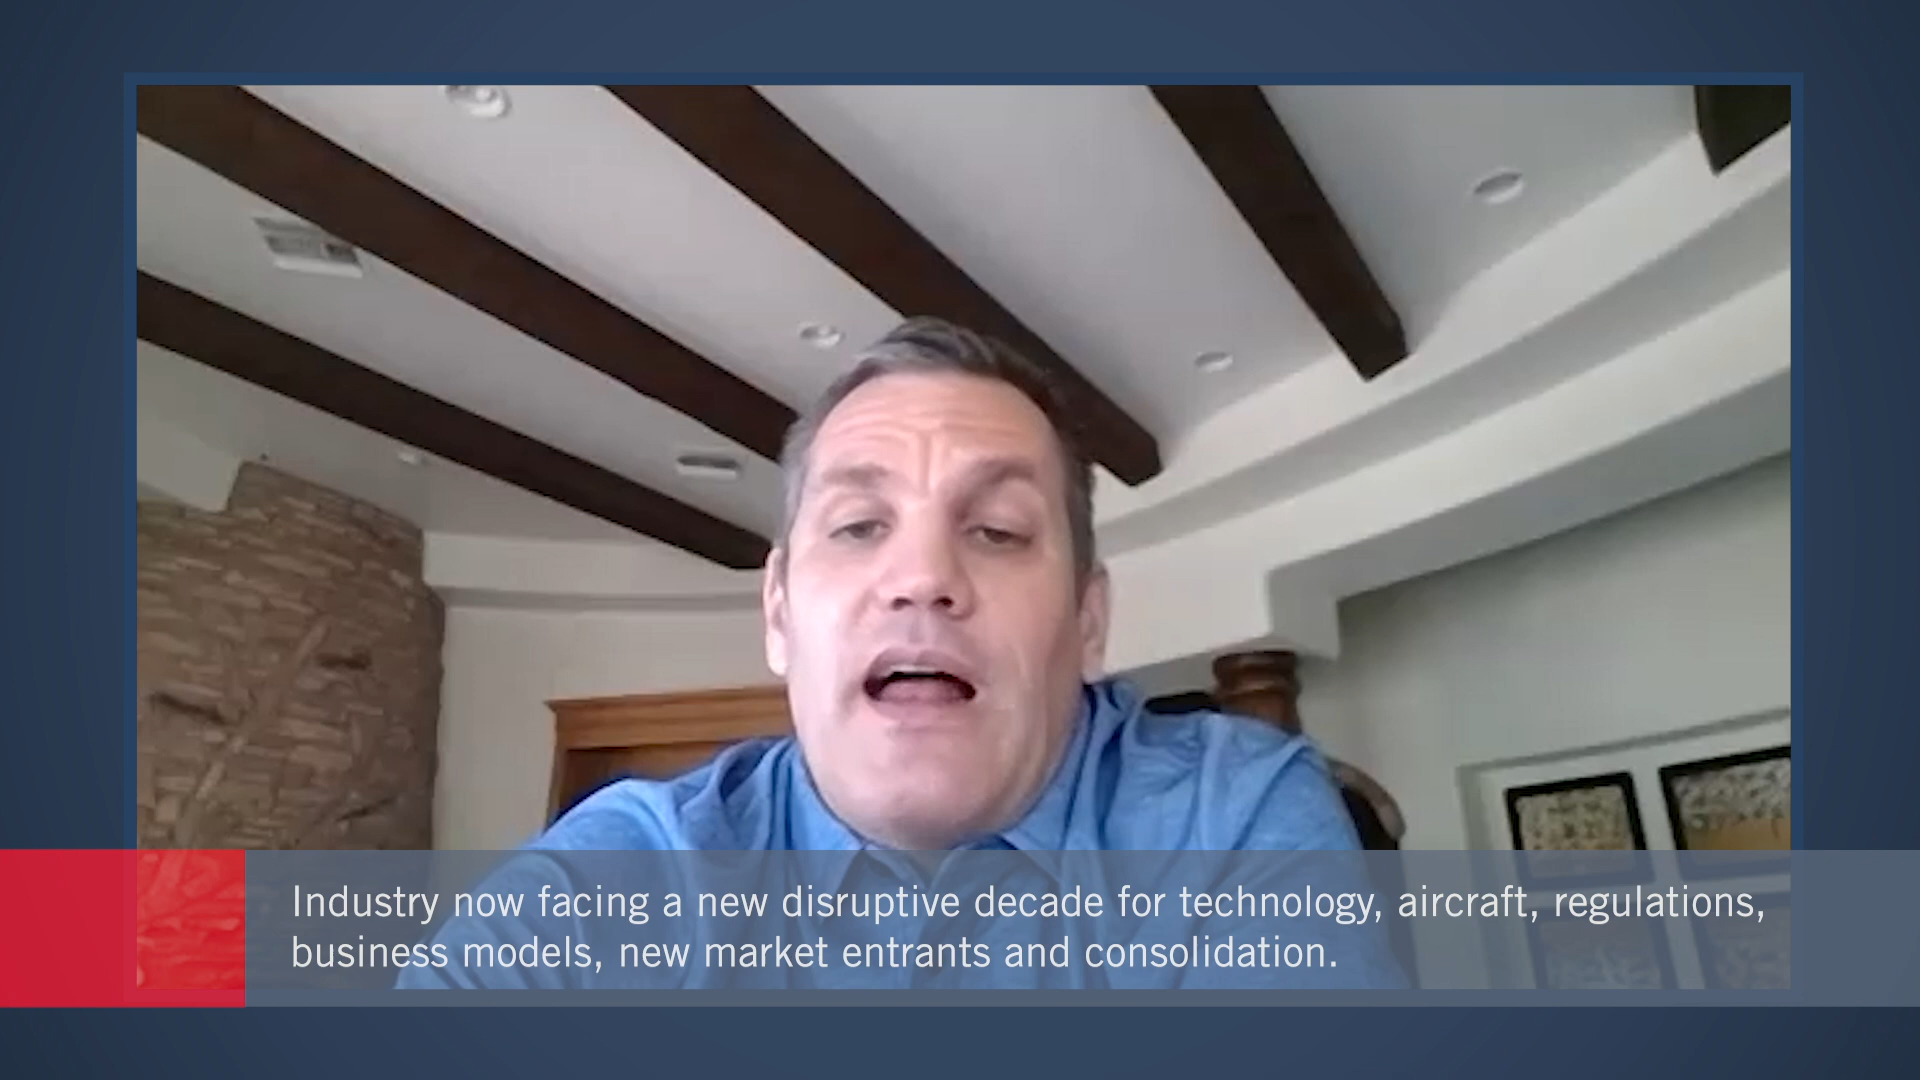 Industry now facing a new disruptive decade for technology, aircraft, regulations,
business models, new market entrants and consolidation.